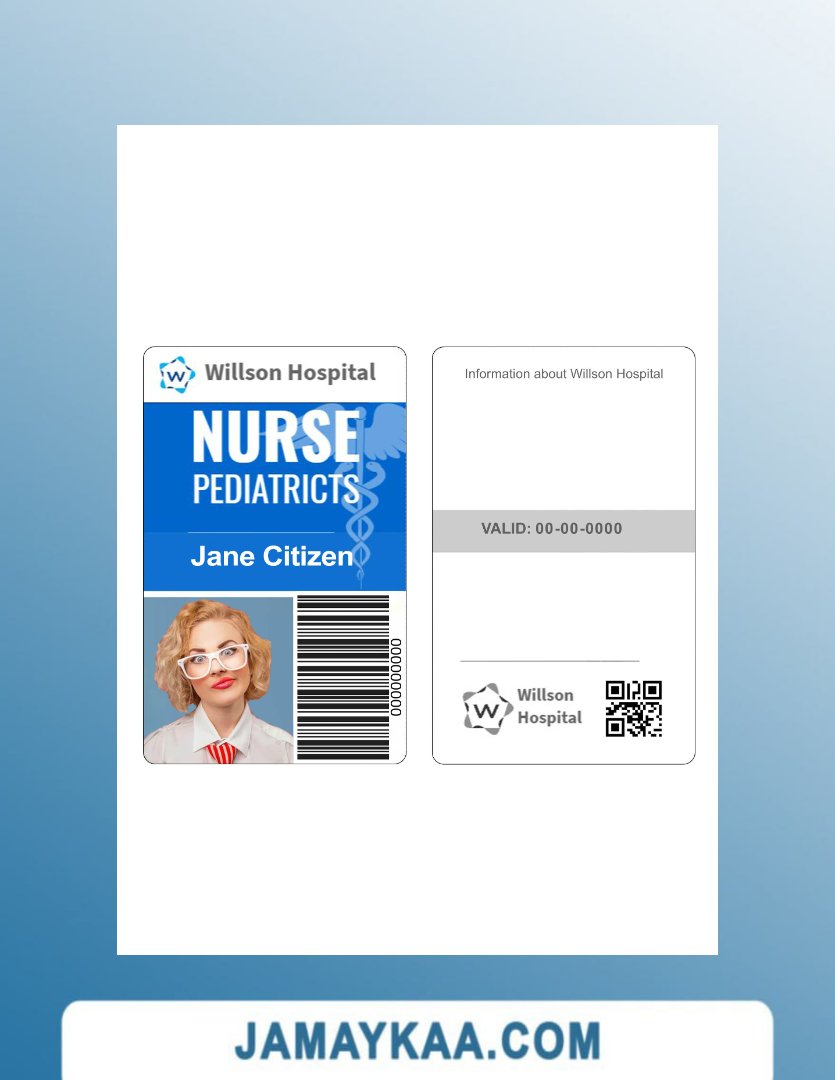 W
Willson Hospital
NURSE
PEDIATRICTS
Jane Citizen
000000000
Information about Willson Hospital
VALID: 00-00-0000
W
Willson
Hospital
JAMAYKAA.COM